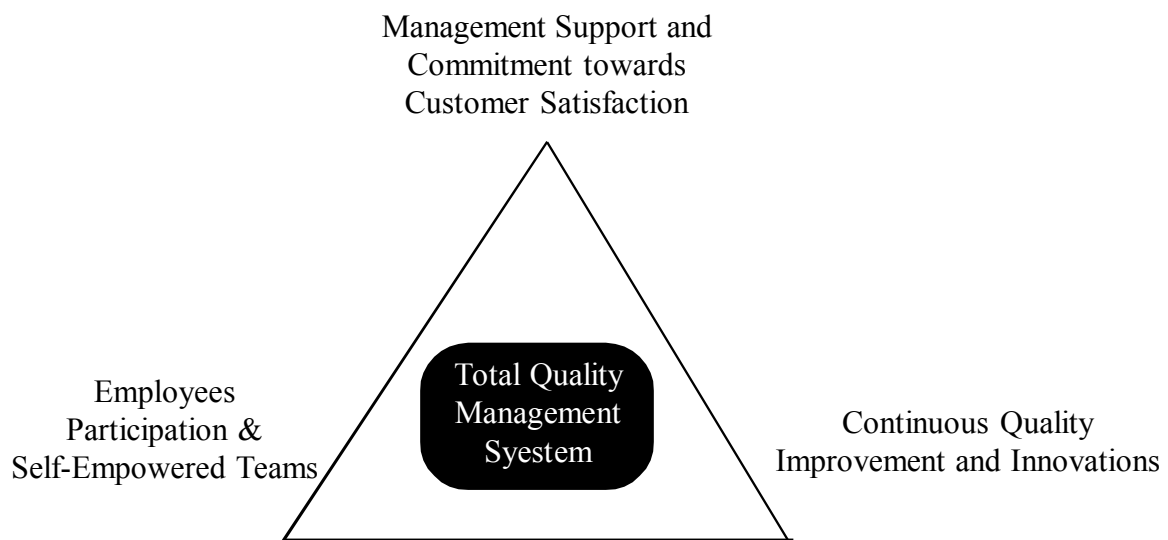 Management Support and
Commitment towards
Customer Satisfaction
Employees
Participation &
Self-Empowered Teams
Total Quality
Management
Syestem
Continuous Quality
Improvement and Innovations